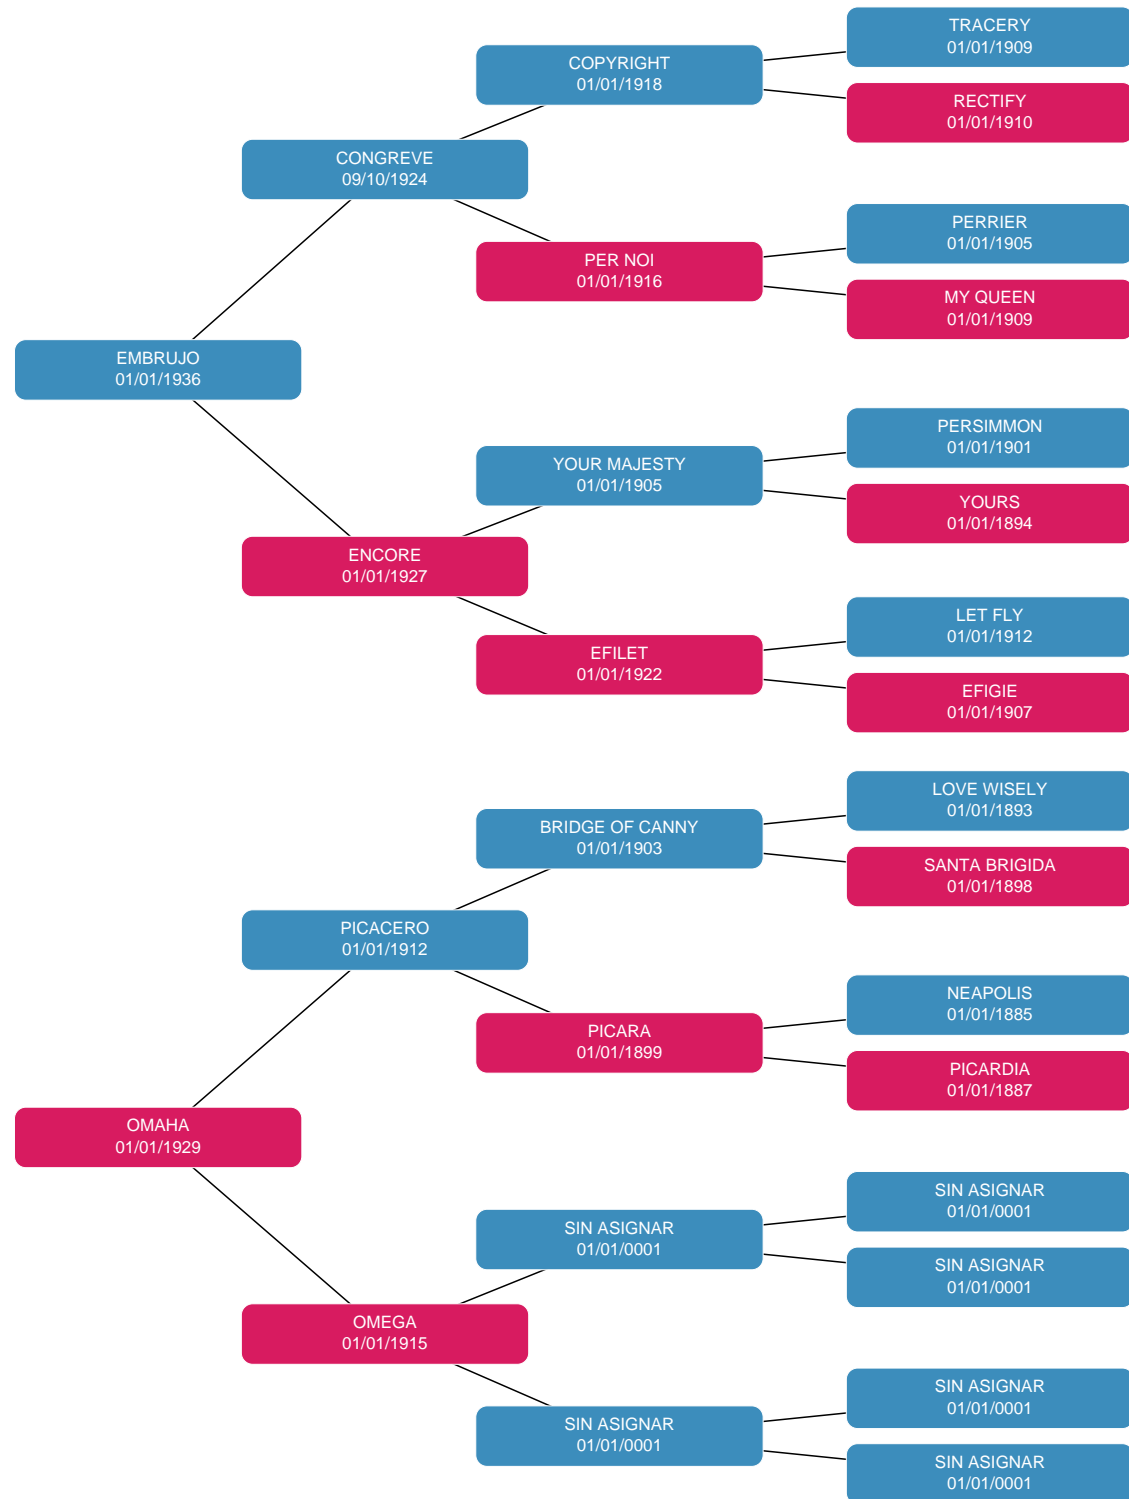 TRACERY
01/01/1909
COPYRIGHT
01/01/1918
RECTIFY
01/01/1910
CONGREVE
09/10/1924
PERRIER
01/01/1905
PER NOI
01/01/1916
MY QUEEN
01/01/1909
EMBRUJO
01/01/1936
PERSIMMON
01/01/1901
YOUR MAJESTY
01/01/1905
YOURS
01/01/1894
ENCORE
01/01/1927
LET FLY
01/01/1912
EFILET
01/01/1922
EFIGIE
01/01/1907
LOVE WISELY
01/01/1893
BRIDGE OF CANNY
01/01/1903
SANTA BRIGIDA
01/01/1898
PICACERO
01/01/1912
NEAPOLIS
01/01/1885
PICARA
01/01/1899
PICARDIA
01/01/1887
OMAHA
01/01/1929
SIN ASIGNAR
01/01/0001
SIN ASIGNAR
01/01/0001
SIN ASIGNAR
01/01/0001
OMEGA
01/01/1915
SIN ASIGNAR
01/01/0001
SIN ASIGNAR
01/01/0001
SIN ASIGNAR
01/01/0001